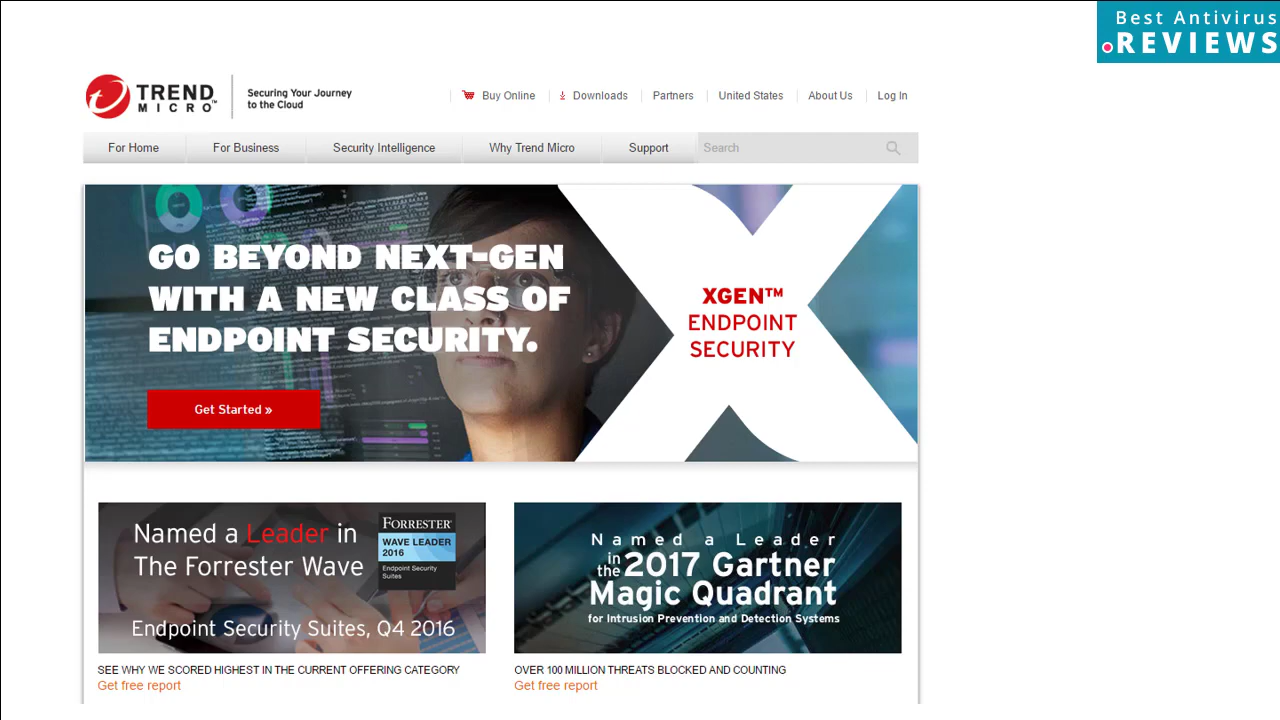 Best Antivirus
REVIEWS
TREND MICRO™
Securing Your Journey
to the Cloud
Buy Online
Downloads
Partners
United States
About Us
Log In
For Home
For Business
Security Intelligence
Why Trend Micro
Support
Search
GO BEYOND NEXT-GEN
WITH A NEW CLASS OF
ENDPOINT SECURITY.
Get Started »
XGEN™
ENDPOINT
SECURITY
Named a Leader in
The Forrester Wave
Endpoint Security Suites, Q4 2016
FORRESTER®
WAVE LEADER
2016
Endpoint Security
Suites
Named a Leader
in the 2017 Gartner
Magic Quadrant
for Intrusion Prevention and Detection Systems
SEE WHY WE SCORED HIGHEST IN THE CURRENT OFFERING CATEGORY
Get free report
OVER 100 MILLION THREATS BLOCKED AND COUNTING
Get free report